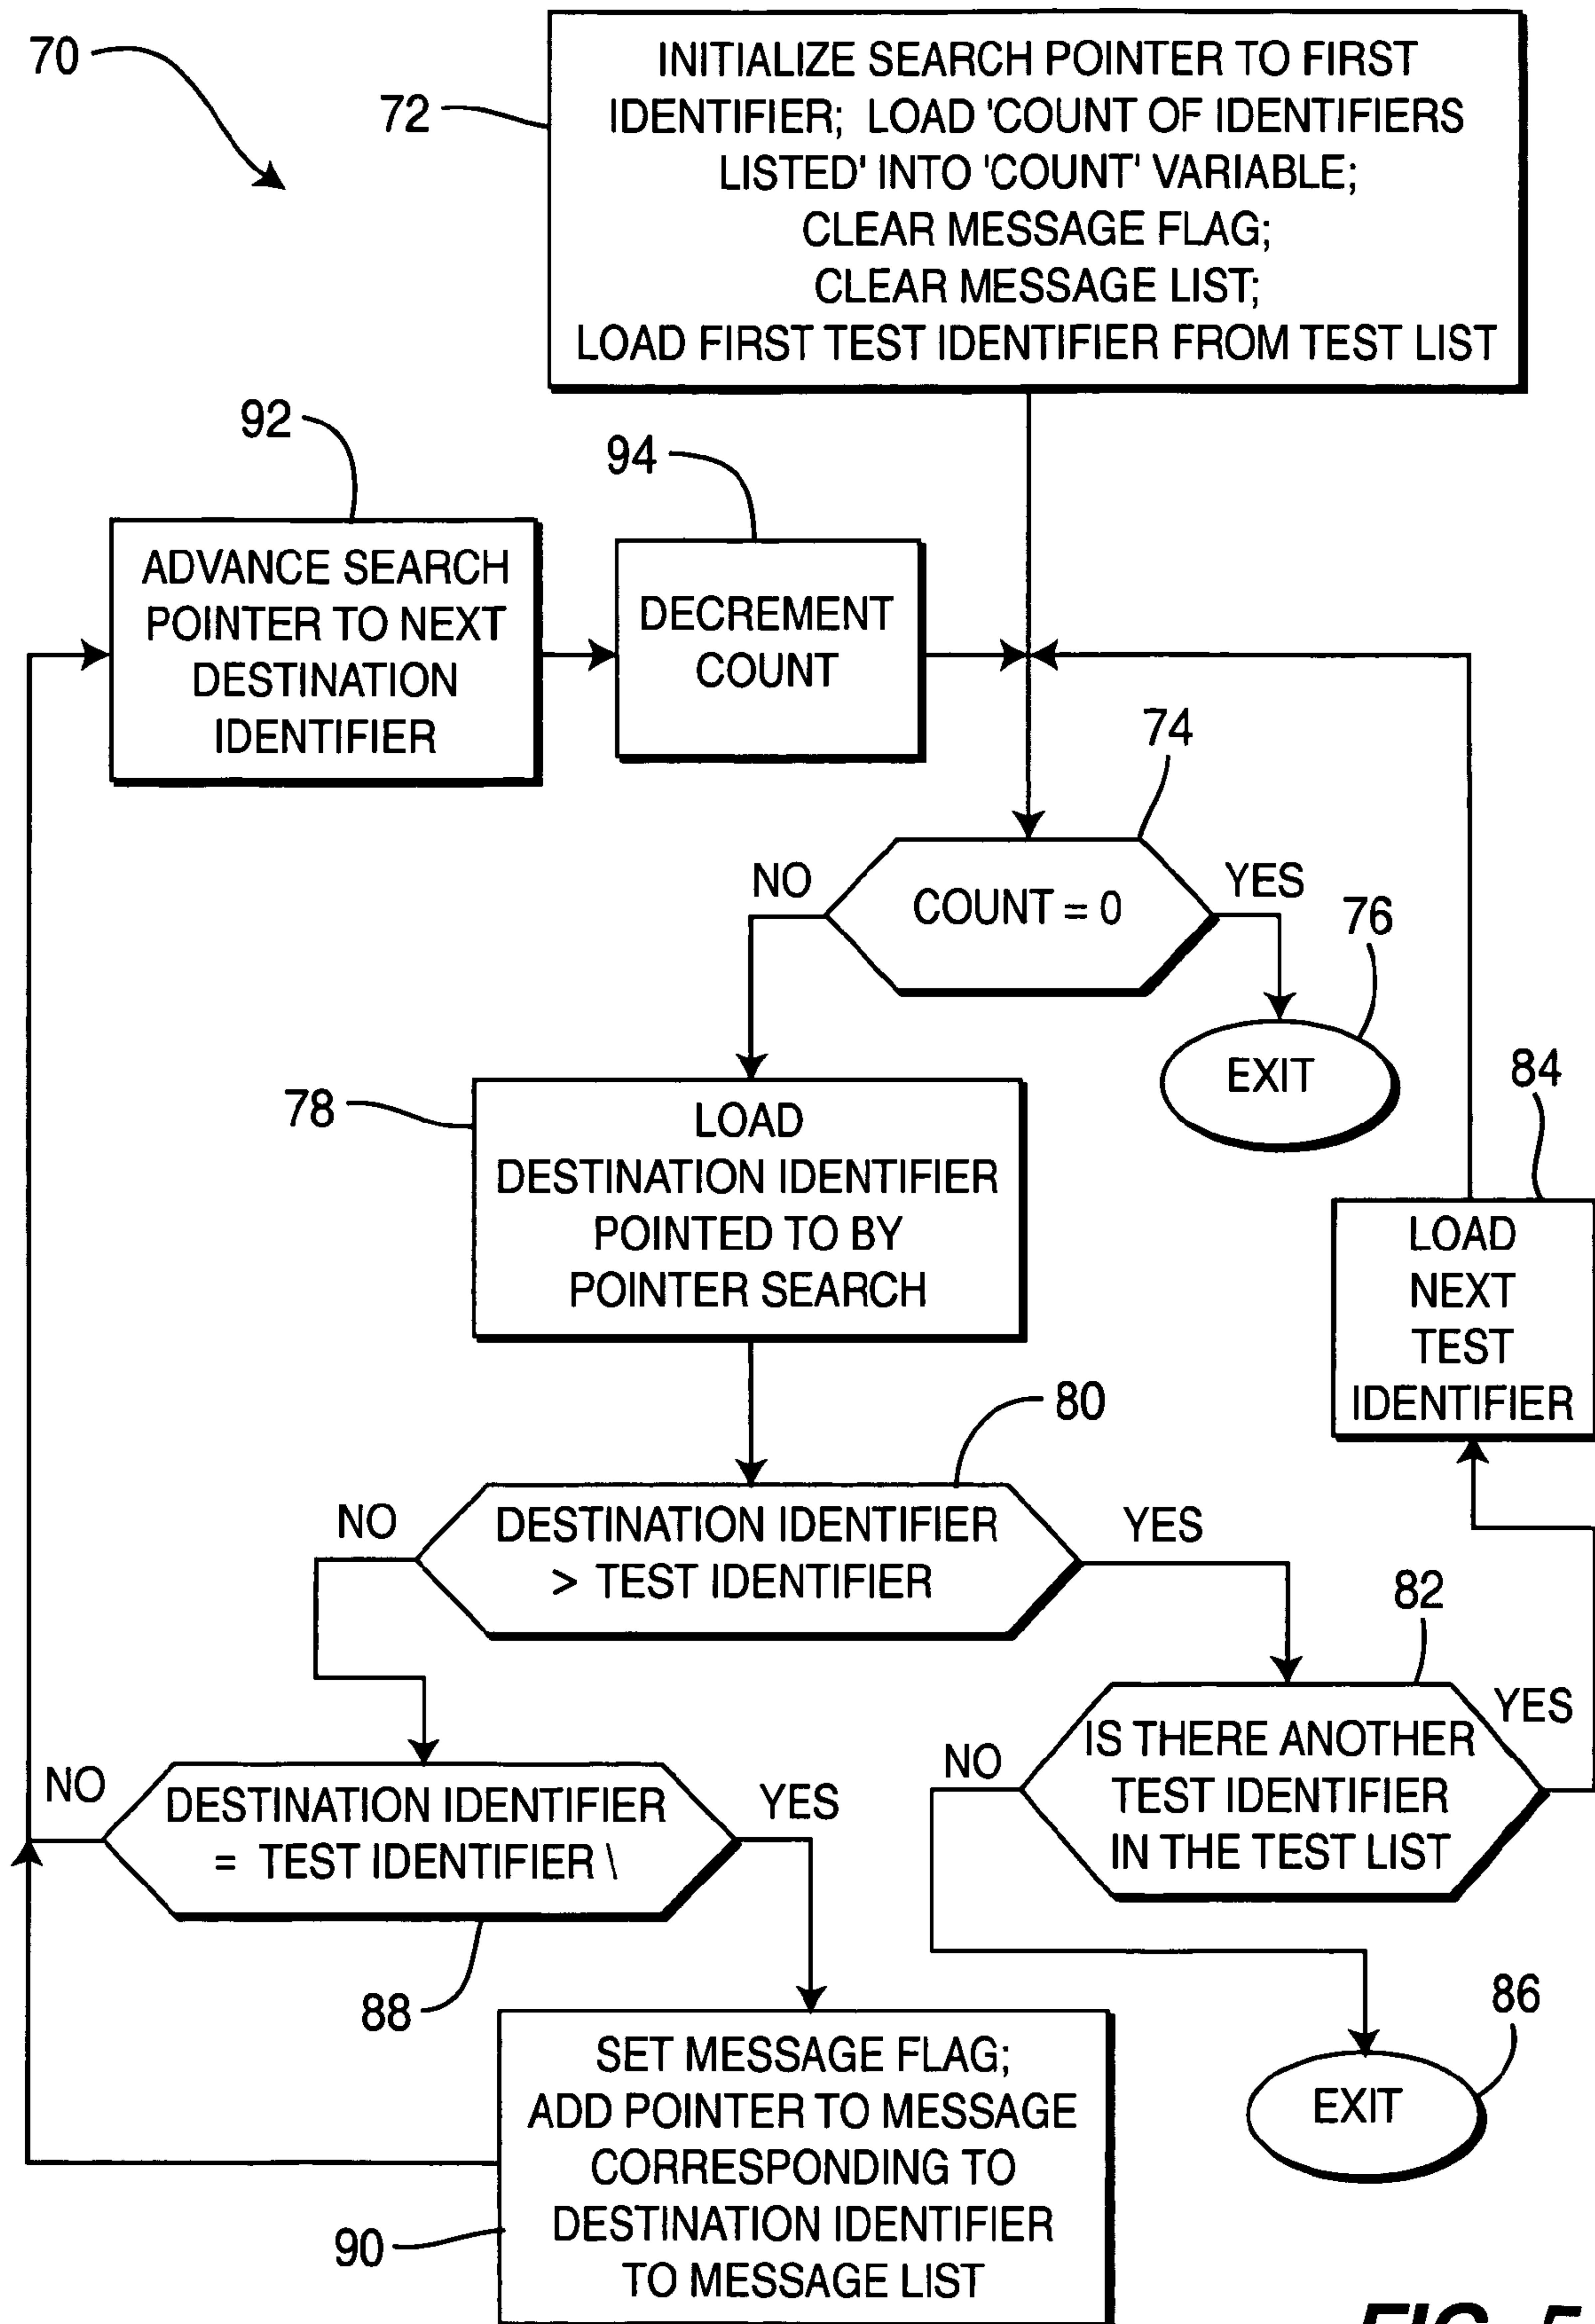 70
72
INITIALIZE SEARCH POINTER TO FIRST
IDENTIFIER; LOAD 'COUNT OF IDENTIFIERS
LISTED' INTO 'COUNT' VARIABLE;
CLEAR MESSAGE FLAG;
CLEAR MESSAGE LIST;
LOAD FIRST TEST IDENTIFIER FROM TEST LIST
92
94
ADVANCE SEARCH
POINTER TO NEXT
DESTINATION
IDENTIFIER
DECREMENT
COUNT
74
NO
COUNT = 0
YES
76
EXIT
78
LOAD
DESTINATION IDENTIFIER
POINTED TO BY
POINTER SEARCH
84
LOAD
NEXT
TEST
IDENTIFIER
80
NO
DESTINATION IDENTIFIER
> TEST IDENTIFIER
YES
82
NO
IS THERE ANOTHER
TEST IDENTIFIER
IN THE TEST LIST
YES
NO
DESTINATION IDENTIFIER
= TEST IDENTIFIER \
YES
88
86
EXIT
90
SET MESSAGE FLAG;
ADD POINTER TO MESSAGE
CORRESPONDING TO
DESTINATION IDENTIFIER
TO MESSAGE LIST